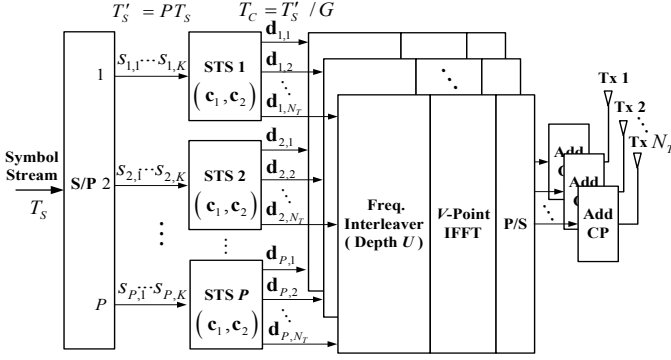 T'_S = PT_S
T_C = T'_S / G
Symbol
Stream
T_S
S/P
1
2
P
s_{1,1}...s_{1,K}
s_{2,1}...s_{2,K}
s_{P,1}...s_{P,K}
STS 1
(c_1, c_2)
STS 2
(c_1, c_2)
STS P
(c_1, c_2)
d_{1,1}
d_{1,2}
d_{1,N_T}
d_{2,1}
d_{2,2}
d_{2,N_T}
d_{P,1}
d_{P,2}
d_{P,N_T}
Freq.
Interleaver
( Depth U )
V-Point
IFFT
P/S
Add
Add
Add
CP
Tx 1
Tx 2
Tx N_T